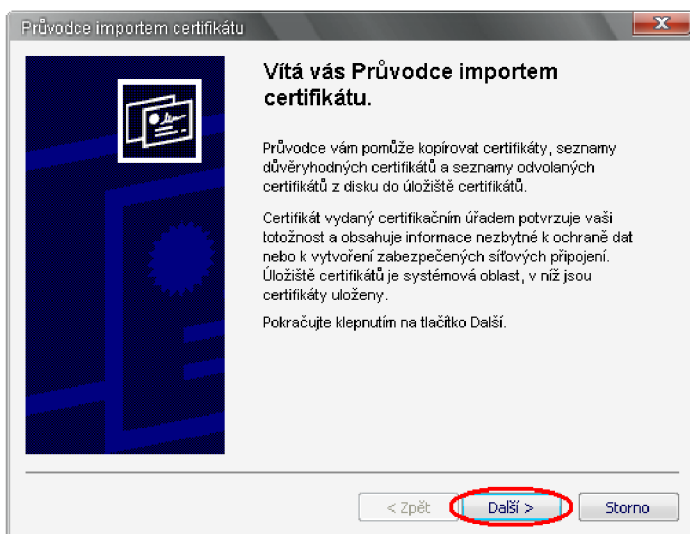 Průvodce importem certifikátu
Vítá vás Průvodce importem
certifikátu.
Průvodce vám pomůže kopírovat certifikáty, seznamy
důvěryhodných certifikátů a seznamy odvolaných
certifikátů z disku do úložiště certifikátů.
Certifikát vydaný certifikačním úřadem potvrzuje vaši
totožnost a obsahuje informace nezbytné k ochraně dat
nebo k vytvoření zabezpečených síťových připojení.
Úložiště certifikátů je systémová oblast, v níž jsou
certifikáty uloženy.
Pokračujte klepnutím na tlačítko Další.
< Zpět
Další >
Storno